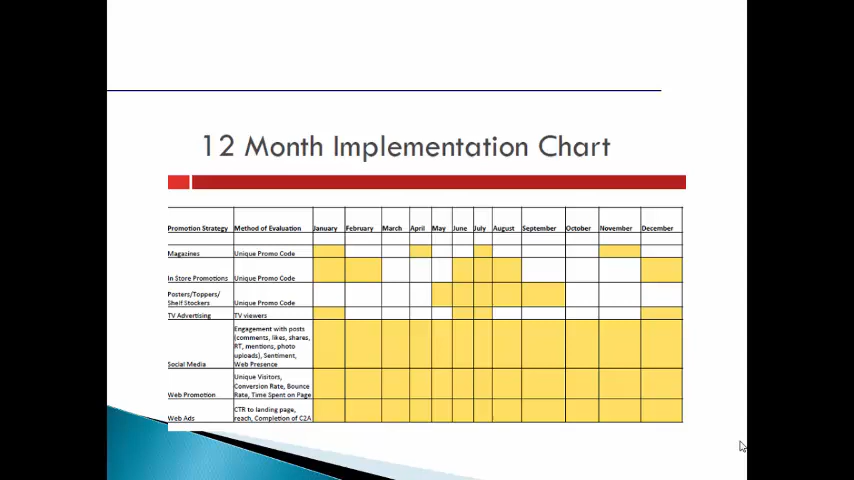 12 Month Implementation Chart
Promotion Strategy Method of Evaluation January February March April May June July August September October November December
Magazines Unique Promo Code
In Store Promotions Unique Promo Code
Posters/Toppers/
Shelf Stockers Unique Promo Code
TV Advertising TV viewers
Engagement with posts
(comments, likes, shares,
RT, mentions, photo
uploads), Sentiment,
Social Media Web Presence
Unique Visitors,
Conversion Rate, Bounce
Web Promotion Rate, Time Spent on Page
CTR to landing page,
Web Ads reach, Completion of C2A